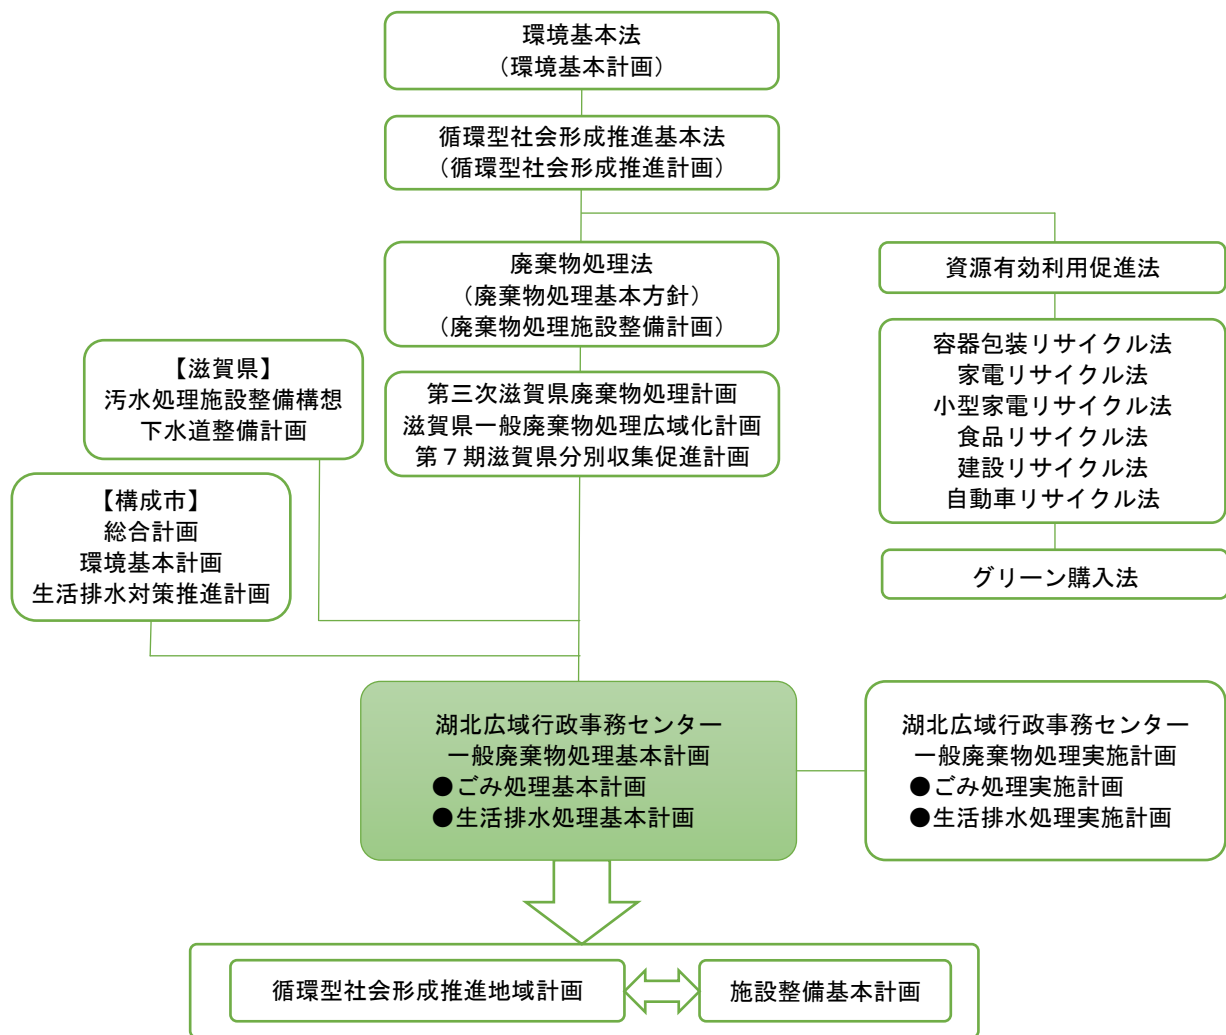 環境基本法
（環境基本計画）
循環型社会形成推進基本法
（循環型社会形成推進計画）
廃棄物処理法
（廃棄物処理基本方針）
（廃棄物処理施設整備計画）
資源有効利用促進法
容器包装リサイクル法
家電リサイクル法
小型家電リサイクル法
食品リサイクル法
建設リサイクル法
自動車リサイクル法
グリーン購入法
【滋賀県】
汚水処理施設整備構想
下水道整備計画
第三次滋賀県廃棄物処理計画
滋賀県一般廃棄物処理広域化計画
第７期滋賀県分別収集促進計画
【構成市】
総合計画
環境基本計画
生活排水対策推進計画
湖北広域行政事務センター
一般廃棄物処理基本計画
●ごみ処理基本計画
●生活排水処理基本計画
湖北広域行政事務センター
一般廃棄物処理実施計画
●ごみ処理実施計画
●生活排水処理実施計画
循環型社会形成推進地域計画
施設整備基本計画